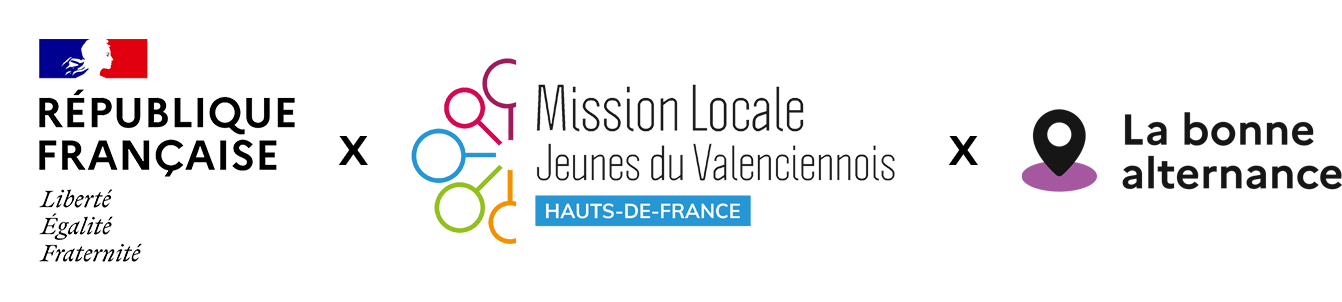 RÉPUBLIQUE
FRANÇAISE
Liberté
Égalité
Fraternité
x
Mission Locale
Jeunes du Valenciennois
HAUTS-DE-FRANCE
x
La bonne
alternance